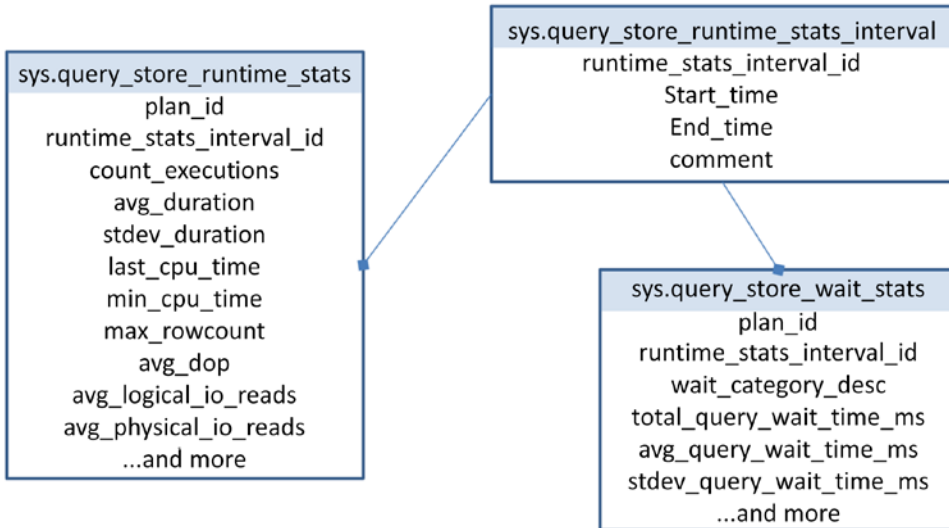 sys.query_store_runtime_stats
plan_id
runtime_stats_interval_id
count_executions
avg_duration
stdev_duration
last_cpu_time
min_cpu_time
max_rowcount
avg_dop
avg_logical_io_reads
avg_physical_io_reads
...and more
sys.query_store_runtime_stats_interval
runtime_stats_interval_id
Start_time
End_time
comment
sys.query_store_wait_stats
plan_id
runtime_stats_interval_id
wait_category_desc
total_query_wait_time_ms
avg_query_wait_time_ms
stdev_query_wait_time_ms
...and more